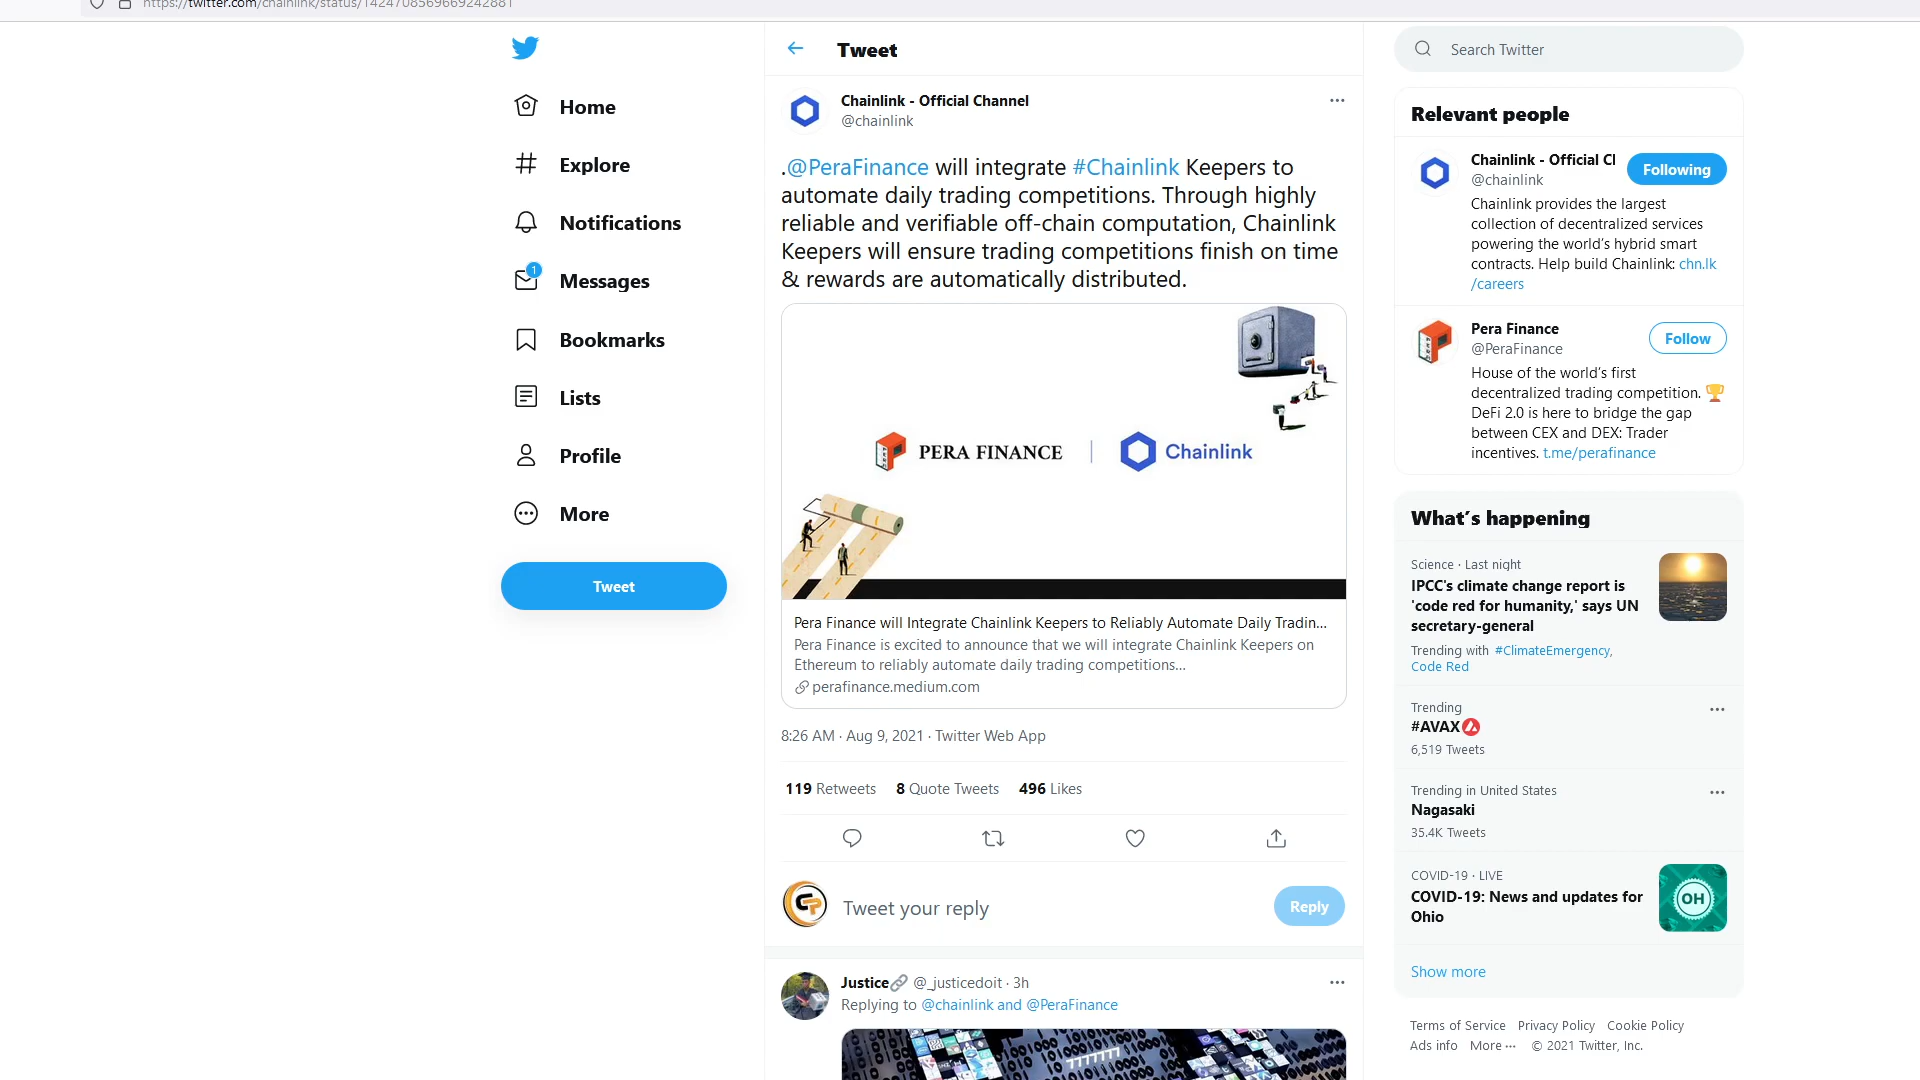 https://twitter.com/chainlink/status/1424708569669242881
Home
Explore
Notifications
1
Messages
Bookmarks
Lists
Profile
More
Tweet
Tweet
Chainlink - Official Channel
@chainlink
.@PeraFinance will integrate #Chainlink Keepers to
automate daily trading competitions. Through highly
reliable and verifiable off-chain computation, Chainlink
Keepers will ensure trading competitions finish on time
& rewards are automatically distributed.
PERA FINANCE
Chainlink
Pera Finance will Integrate Chainlink Keepers to Reliably Automate Daily Tradin...
Pera Finance is excited to announce that we will integrate Chainlink Keepers on
Ethereum to reliably automate daily trading competitions...
perafinance.medium.com
8:26 AM · Aug 9, 2021 · Twitter Web App
119 Retweets 8 Quote Tweets 496 Likes
Tweet your reply
Reply
Justice @_justicedoit · 3h
Replying to @chainlink and @PeraFinance
Search Twitter
Relevant people
Chainlink - Official Cl
@chainlink
Following
Chainlink provides the largest
collection of decentralized services
powering the world's hybrid smart
contracts. Help build Chainlink: chn.lk
/careers
Pera Finance
@PeraFinance
Follow
House of the world's first
decentralized trading competition.
DeFi 2.0 is here to bridge the gap
between CEX and DEX: Trader
incentives. t.me/perafinance
What's happening
Science · Last night
IPCC's climate change report is
'code red for humanity,' says UN
secretary-general
Trending with #ClimateEmergency,
Code Red
Trending
#AVAX
6,519 Tweets
Trending in United States
Nagasaki
35.4K Tweets
COVID-19 · LIVE
COVID-19: News and updates for
Ohio
OH
Show more
Terms of Service Privacy Policy Cookie Policy
Ads info More ··· © 2021 Twitter, Inc.